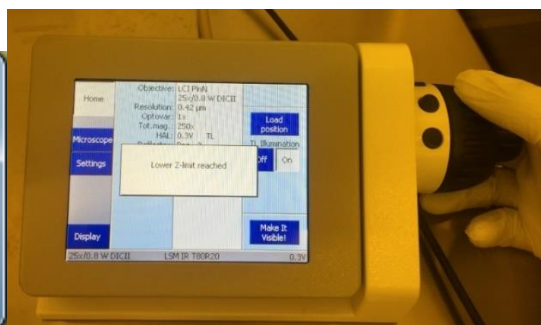 Home
Microscope
Settings
Display
Objective: LCI PlnN
25x/0.8 W DICII
Resolution: 0.42 µm
Optovar: 1x
Tot.mag.: 250x
HAL: 0.3V TL
Lower Z-limit reached
Load
position
TL Illumination
Off On
Make It
Visible!
25x/0.8 W DICII LSM IR T80R20 0.3V